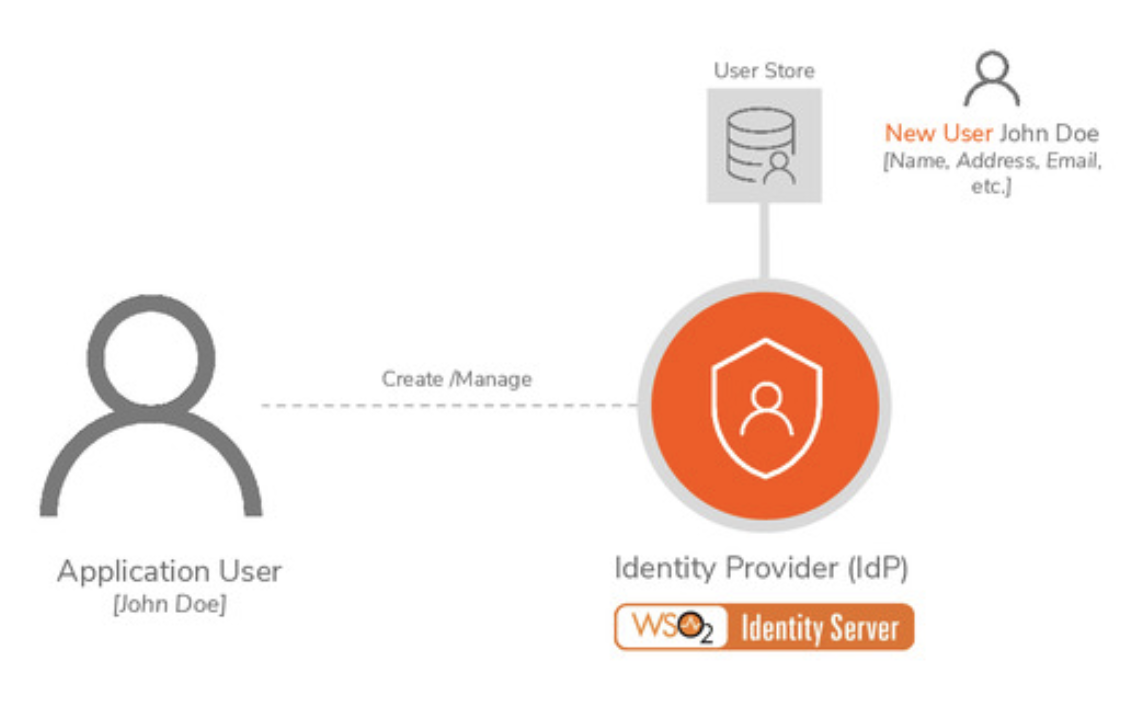 User Store
New User John Doe
[Name, Address, Email,
etc.]
Create /Manage
Application User
[John Doe]
Identity Provider (IdP)
WSO2 Identity Server